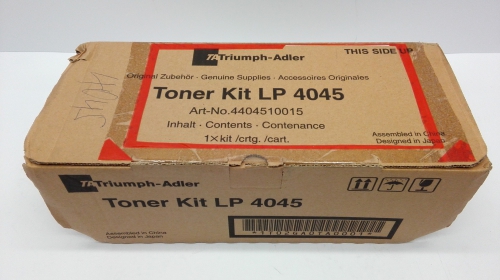 TA Triumph-Adler
THIS SIDE UP
Original Zubehör · Genuine Supplies · Accessoires Originales
Toner Kit LP 4045
Art-No.4404510015
Inhalt · Contents · Contenance
1×kit /crtg. /cart.
Assembled in China
Designed in Japan
TA Triumph-Adler
Toner Kit LP 4045
Assembled in China
Designed in Japan